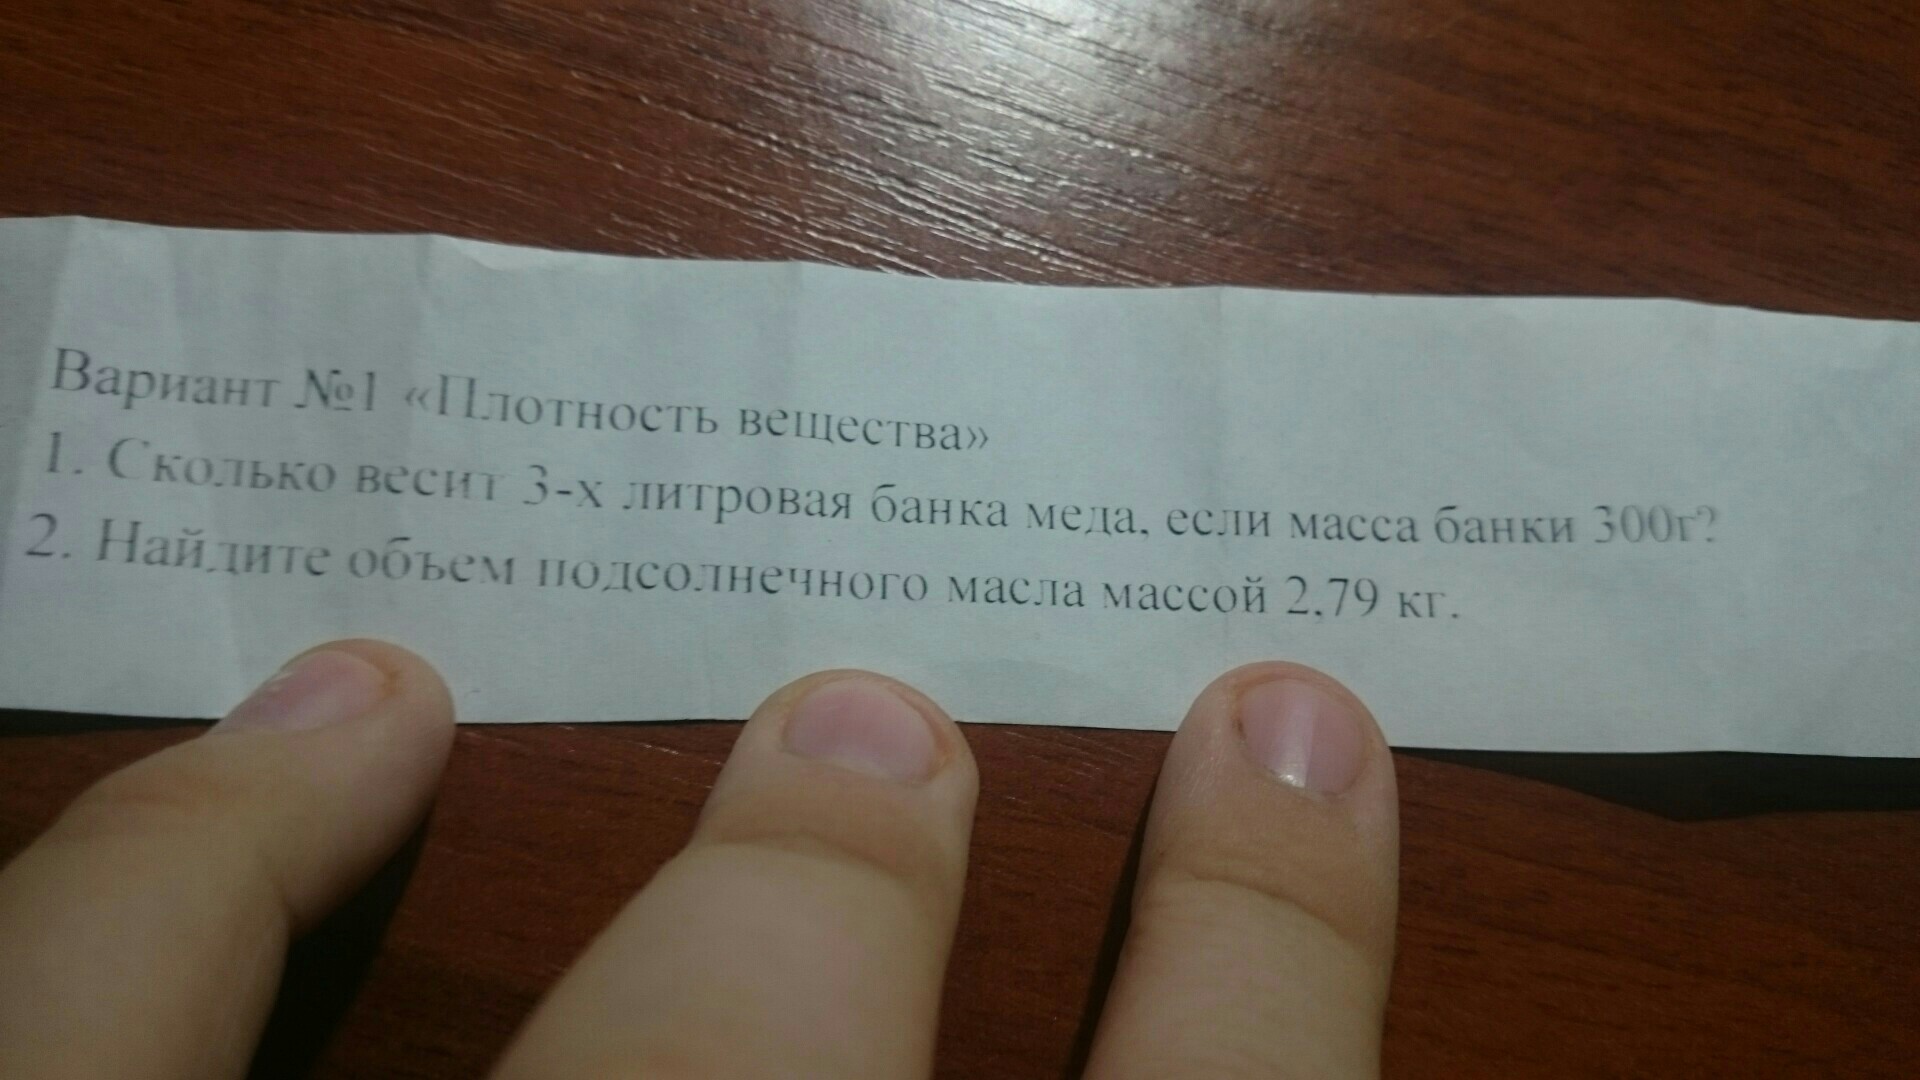 Вариант №1 «Плотность вещества»
1. Сколько весит 3-х литровая банка меда, если масса банки 300г?
2. Найдите объем подсолнечного масла массой 2,79 кг.